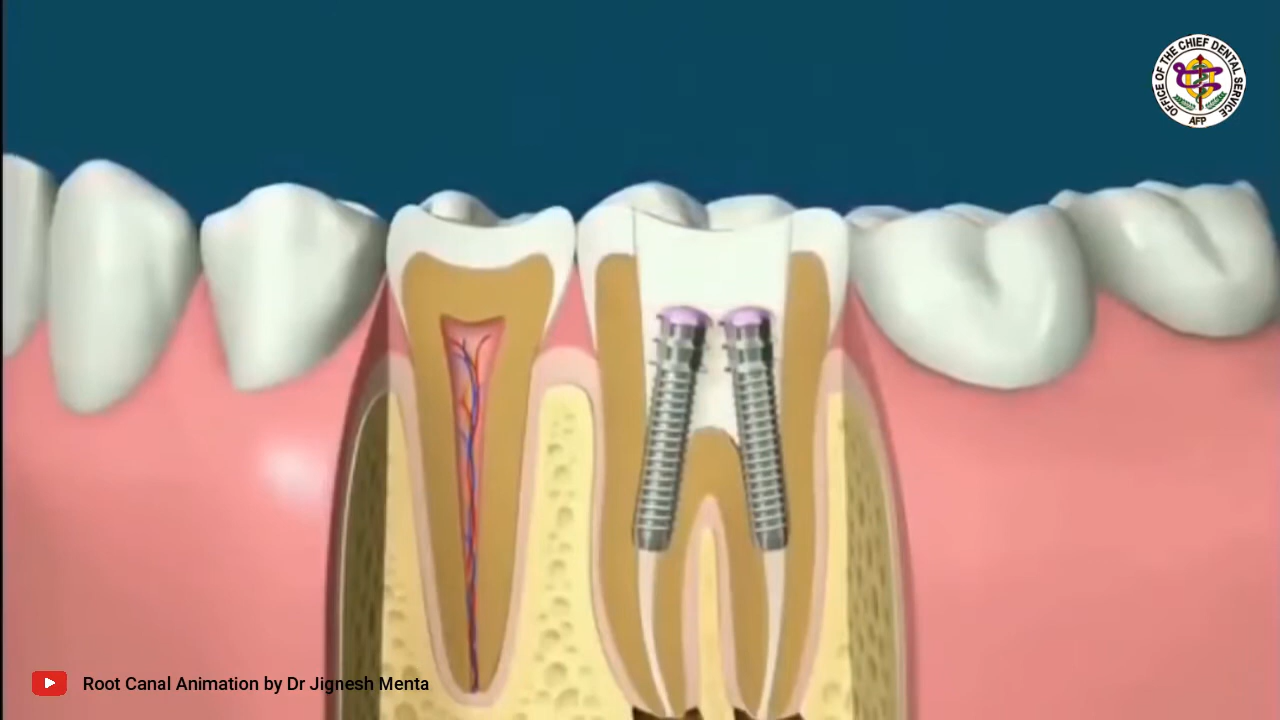 OFFICE OF THE CHIEF DENTAL SERVICE
AFP
Root Canal Animation by Dr Jignesh Menta